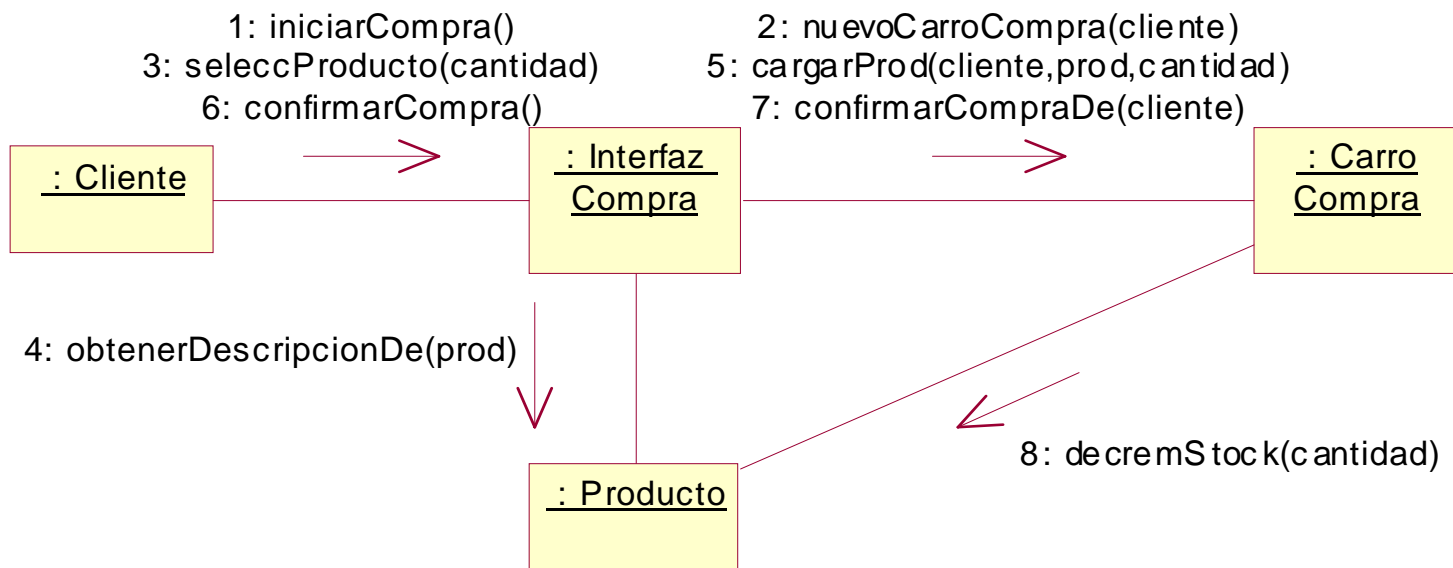 1: iniciarCompra()
3: seleccProducto(cantidad)
6: confirmarCompra()
2: nuevoCarroCompra(cliente)
5: cargarProd(cliente,prod,cantidad)
7: confirmarCompraDe(cliente)
: Cliente
: Interfaz
Compra
: Carro
Compra
4: obtenerDescripcionDe(prod)
8: decremStock(cantidad)
: Producto